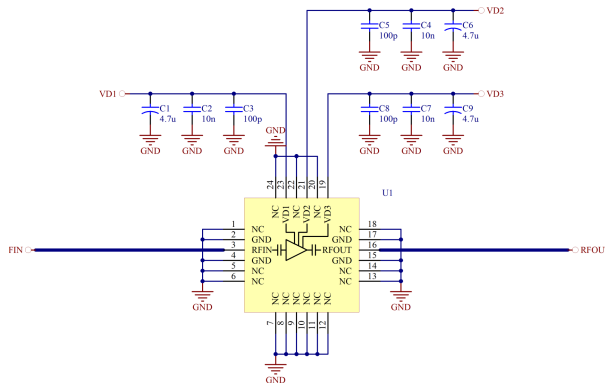 VD2
C5
100p
C4
10n
C6
4.7u
GND
GND
GND
VD1
C1
4.7u
C2
10n
C3
100p
GND
GND
GND
VD3
C8
100p
C7
10n
C9
4.7u
GND
GND
GND
GND
24
23
22
21
20
19
U1
NC
VD1
NC
VD2
NC
VD3
1
NC
2
GND
3
RFIN
4
GND
5
NC
6
NC
NC
18
GND
17
RFOUT
16
GND
15
NC
14
NC
13
FIN
RFOU
GND
GND
NC
NC
NC
NC
NC
NC
7
8
9
10
11
12
GND